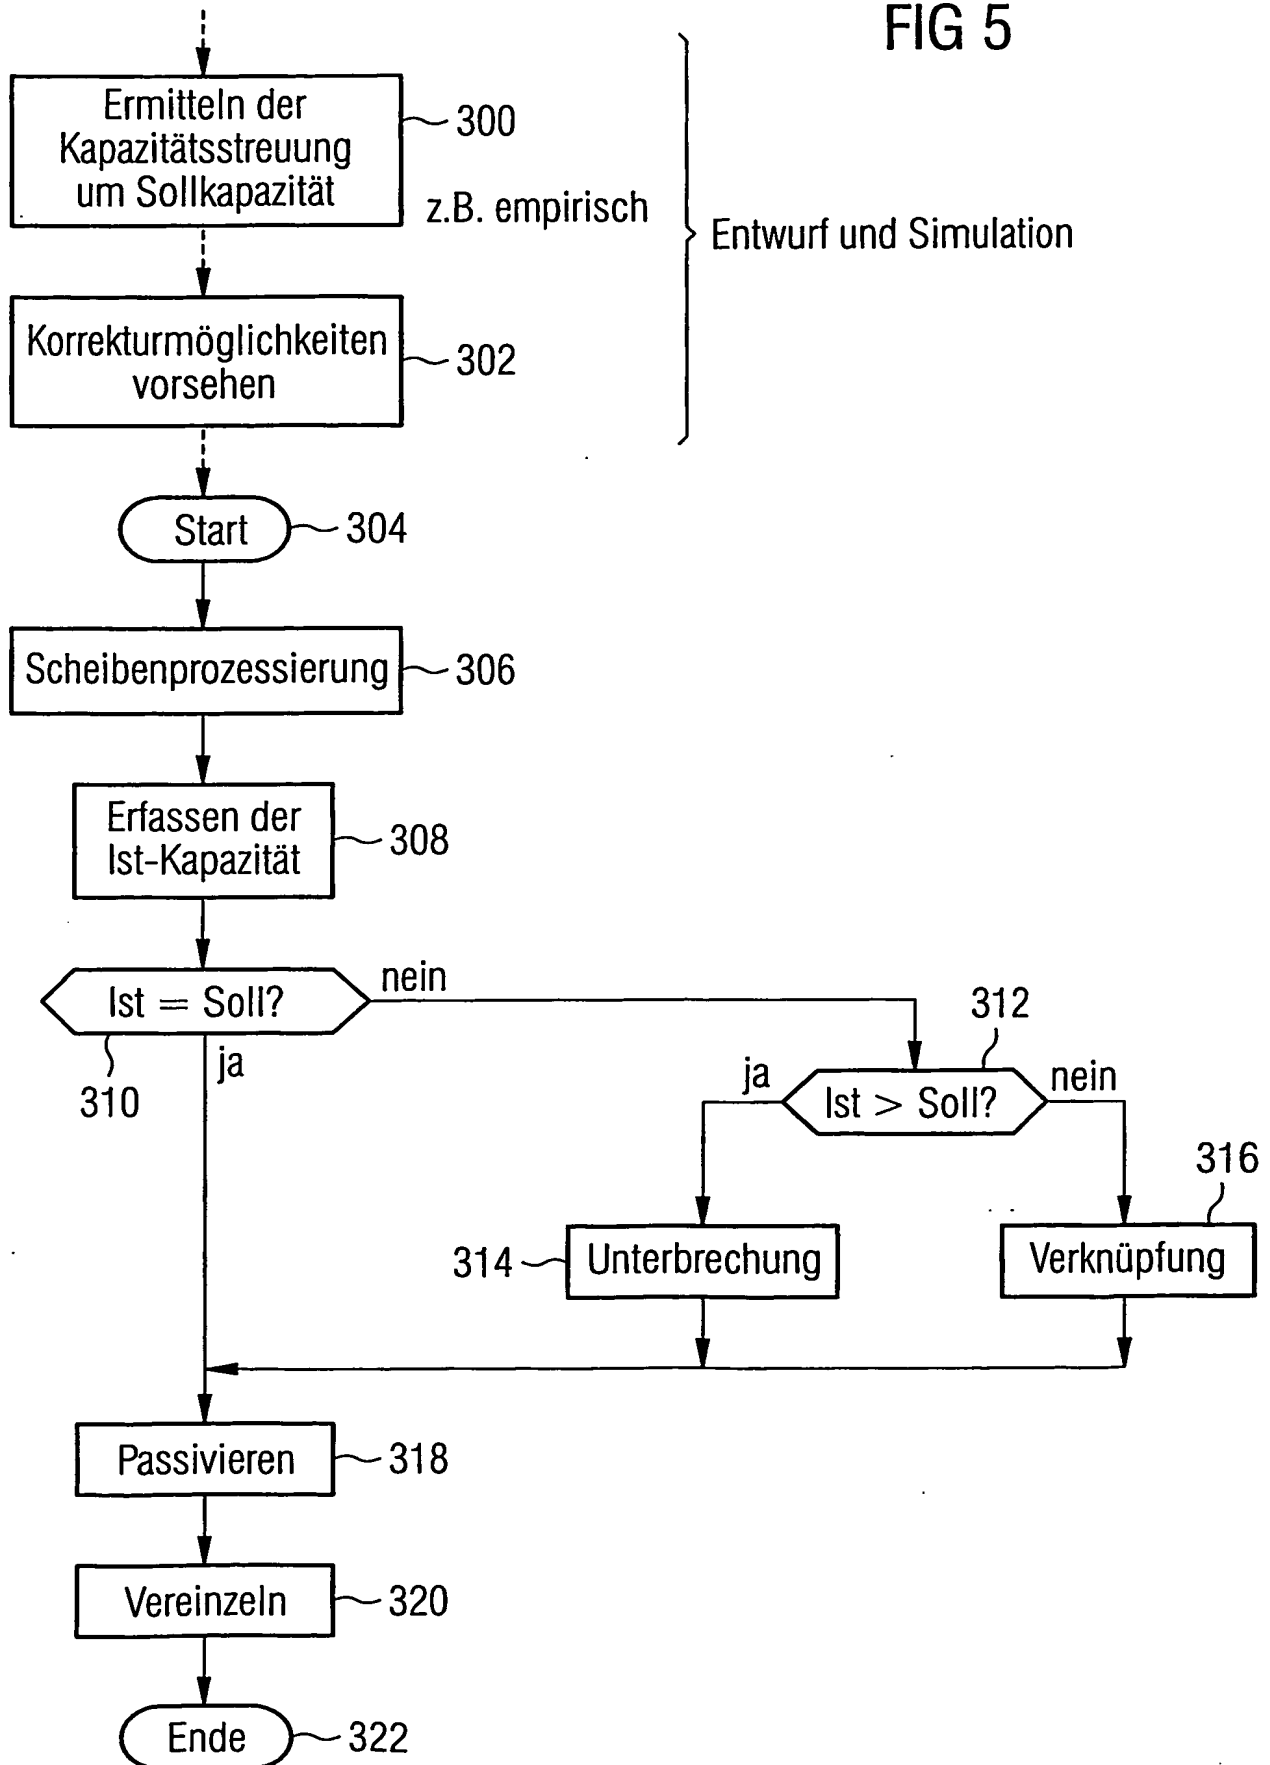 FIG 5
Ermitteln der
Kapazitätsstreuung
um Sollkapazität
300
z.B. empirisch
Entwurf und Simulation
Korrekturmöglichkeiten
vorsehen
302
Start
304
Scheibenprozessierung
306
Erfassen der
Ist-Kapazität
308
Ist = Soll?
nein
310
ja
312
ja
Ist > Soll?
nein
316
314
Unterbrechung
Verknüpfung
Passivieren
318
Vereinzeln
320
Ende
322